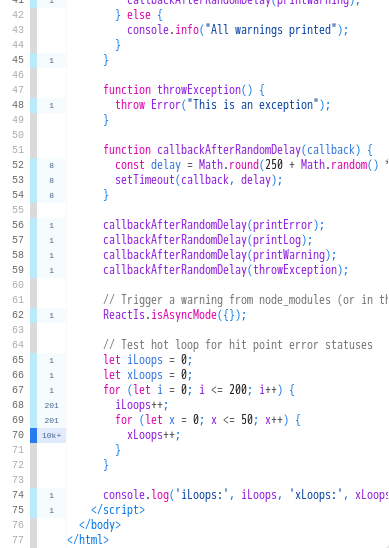 41 1 callbackAfterRandomDelay(printWarning);
42 } else {
43 console.info("All warnings printed");
44 }
45 1 }
46
47 function throwException() {
48 1 throw Error("This is an exception");
49 }
50
51 function callbackAfterRandomDelay(callback) {
52 8 const delay = Math.round(250 + Math.random() *
53 8 setTimeout(callback, delay);
54 8 }
55
56 1 callbackAfterRandomDelay(printError);
57 1 callbackAfterRandomDelay(printLog);
58 1 callbackAfterRandomDelay(printWarning);
59 1 callbackAfterRandomDelay(throwException);
60
61 // Trigger a warning from node_modules (or in th
62 1 ReactIs.isAsyncMode({});
63
64 // Test hot loop for hit point error statuses
65 1 let iLoops = 0;
66 1 let xLoops = 0;
67 1 for (let i = 0; i <= 200; i++) {
68 201 iLoops++;
69 201 for (let x = 0; x <= 50; x++) {
70 10k+ xLoops++;
71 }
72 }
73
74 1 console.log('iLoops:', iLoops, 'xLoops:', xLoops
75 1 </script>
76 </body>
77 </html>